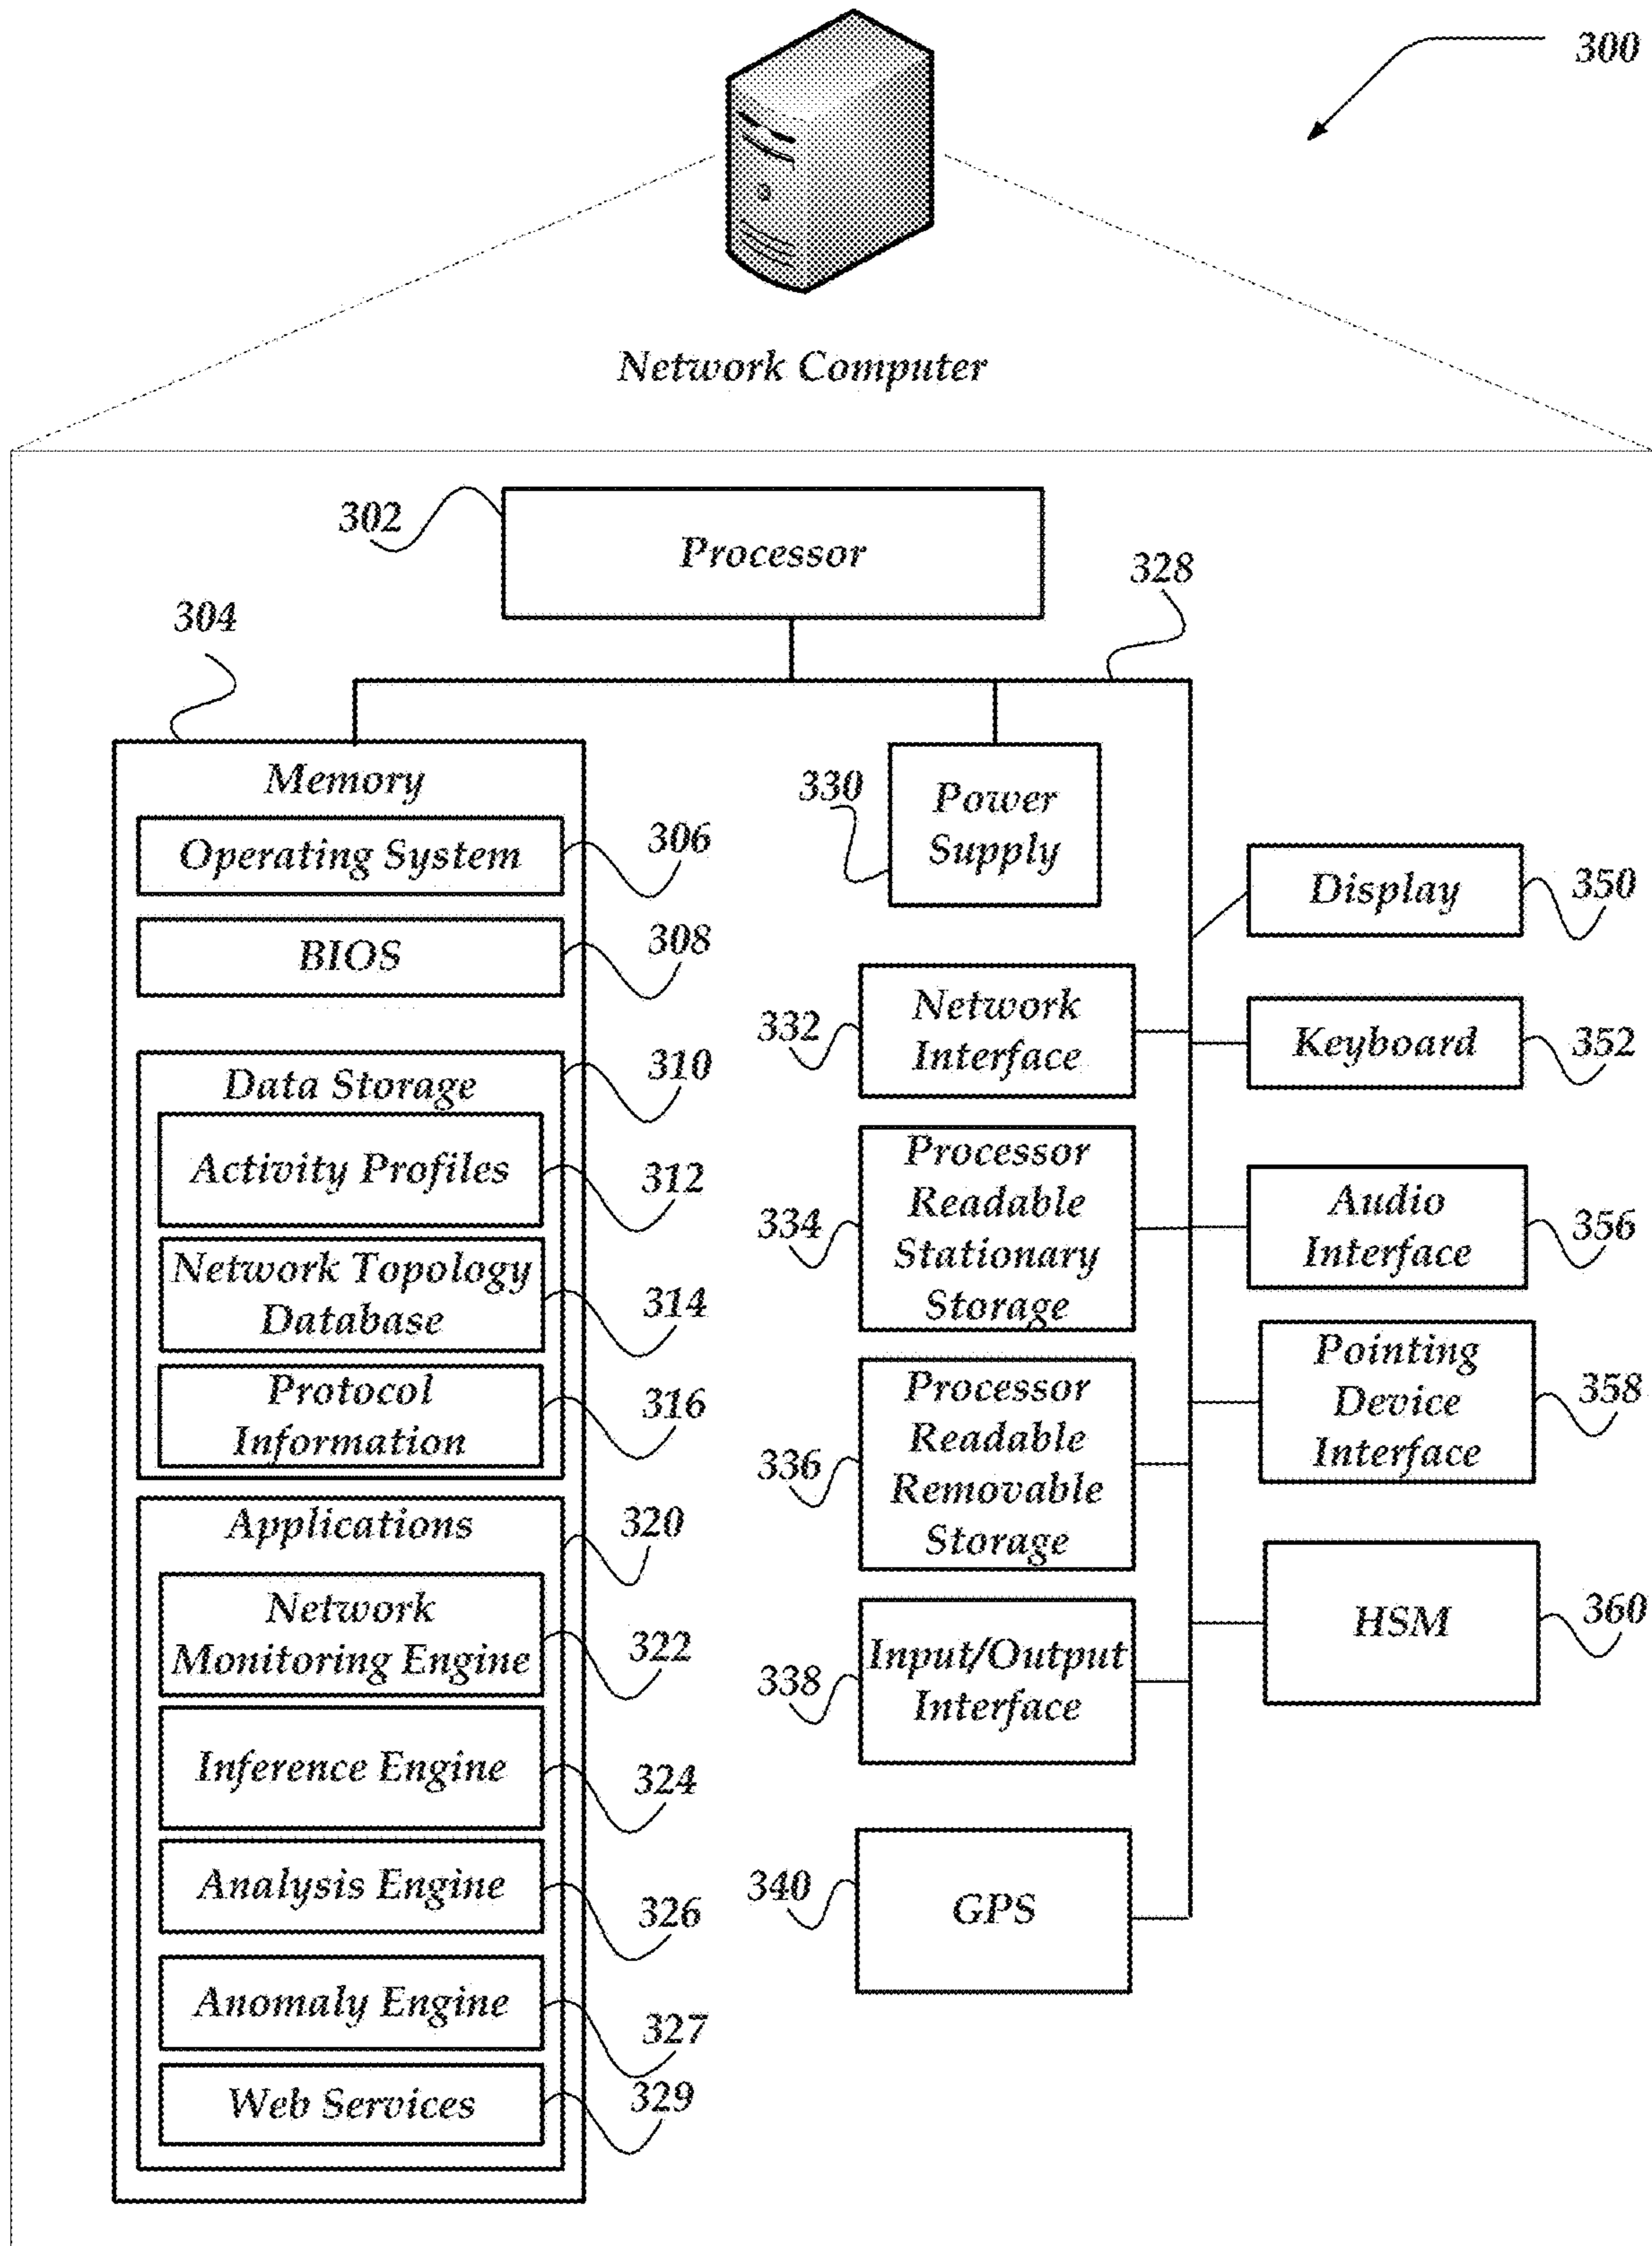 300
Network Computer
302
Processor
328
304
Memory
Operating System
306
BIOS
308
Data Storage
310
Activity Profiles
312
Network Topology
Database
314
Protocol
Information
316
Applications
320
Network
Monitoring Engine
322
Inference Engine
324
Analysis Engine
326
Anomaly Engine
327
Web Services
329
330
Power
Supply
332
Network
Interface
334
Processor
Readable
Stationary
Storage
336
Processor
Readable
Removable
Storage
338
Input/Output
Interface
340
GPS
Display
350
Keyboard
352
Audio
Interface
356
Pointing
Device
Interface
358
HSM
360